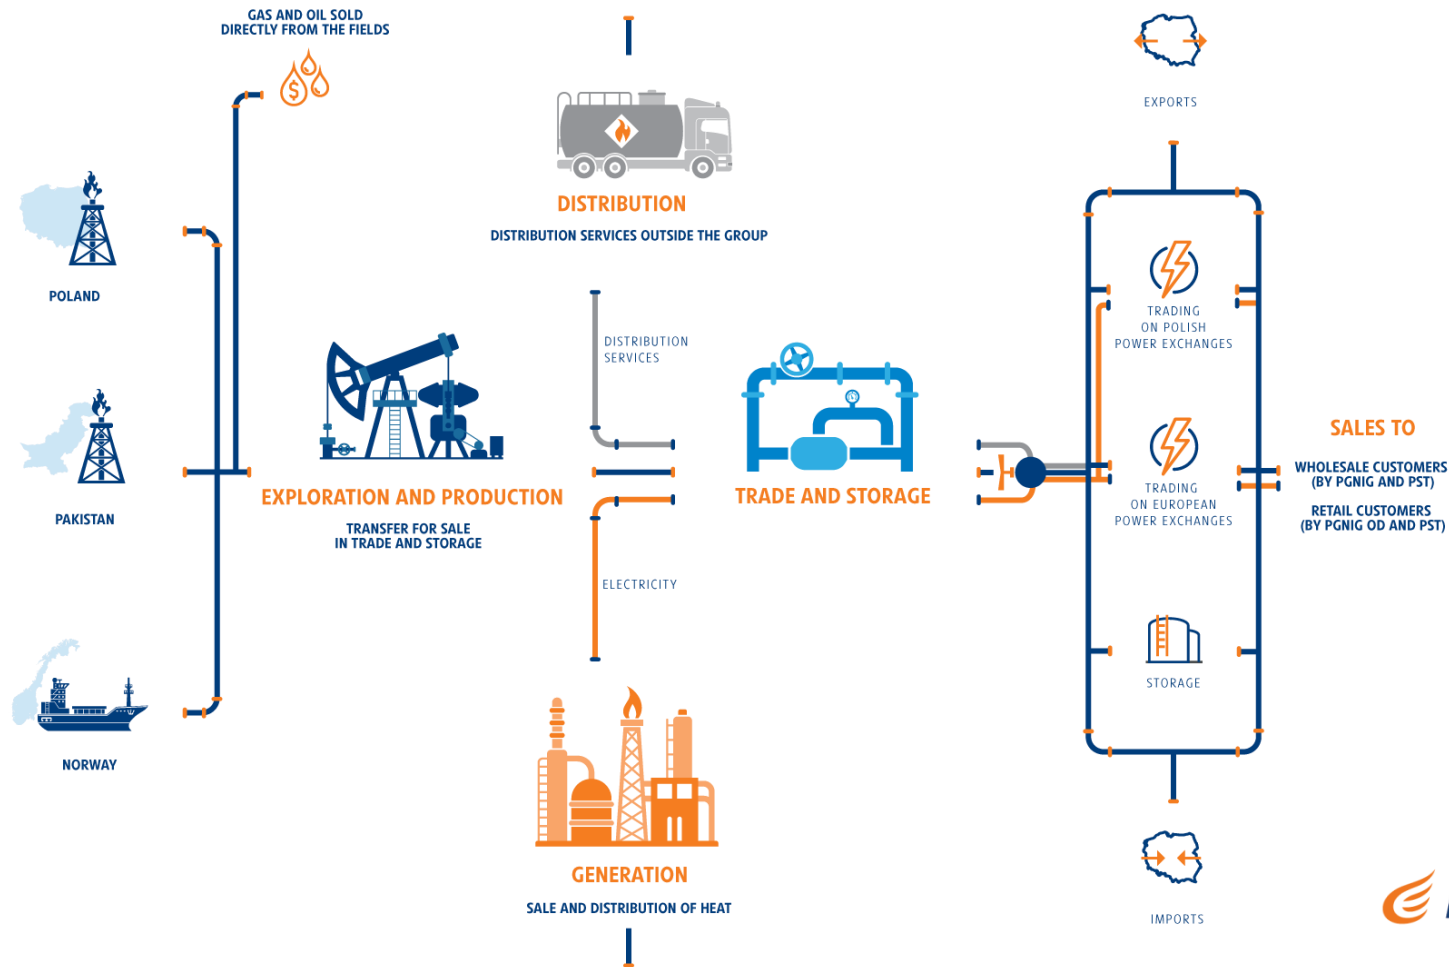 GAS AND OIL SOLD
DIRECTLY FROM THE FIELDS
$
POLAND
PAKISTAN
NORWAY
EXPLORATION AND PRODUCTION
TRANSFER FOR SALE
IN TRADE AND STORAGE
DISTRIBUTION
DISTRIBUTION SERVICES OUTSIDE THE GROUP
DISTRIBUTION
SERVICES
ELECTRICITY
GENERATION
SALE AND DISTRIBUTION OF HEAT
TRADE AND STORAGE
EXPORTS
TRADING
ON POLISH
POWER EXCHANGES
TRADING
ON EUROPEAN
POWER EXCHANGES
STORAGE
IMPORTS
SALES TO
WHOLESALE CUSTOMERS
(BY PGNIG AND PST)
RETAIL CUSTOMERS
(BY PGNIG OD AND PST)